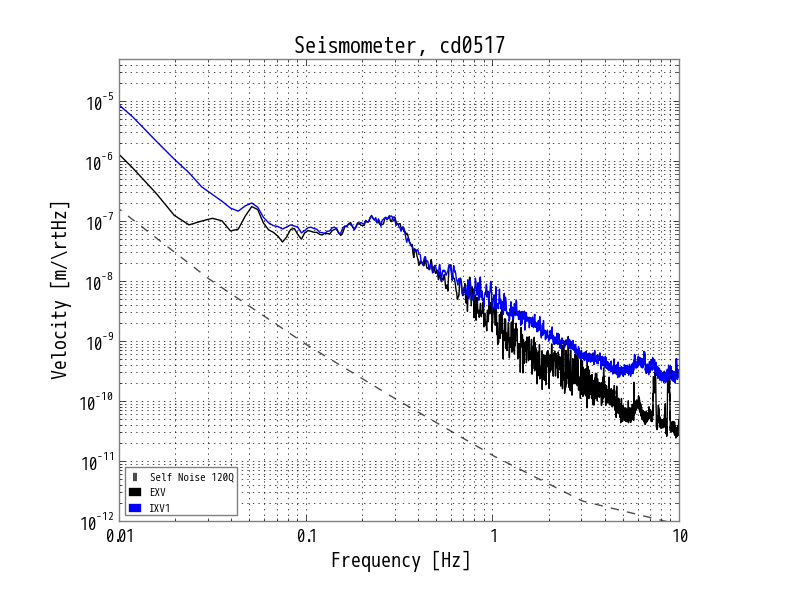 Seismometer, cd0517
Velocity [m/\rtHz]
10^-5
10^-6
10^-7
10^-8
10^-9
10^-10
10^-11
10^-12
Self Noise 120Q
EXV
IXV1
0.01 0.1 1 10
Frequency [Hz]